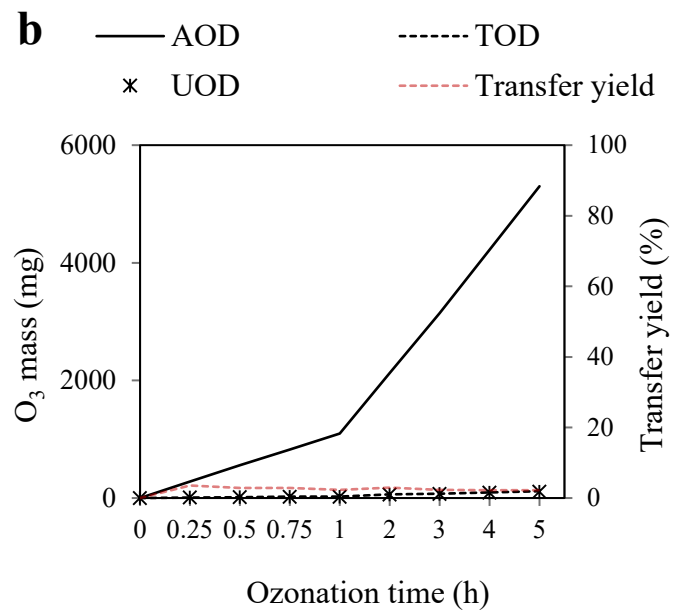 b
AOD TOD
UOD Transfer yield
6000 100
80
4000
60
40
2000
20
0 0
O₃ mass (mg)
Transfer yield (%)
0 0.25 0.5 0.75 1 2 3 4 5
Ozonation time (h)